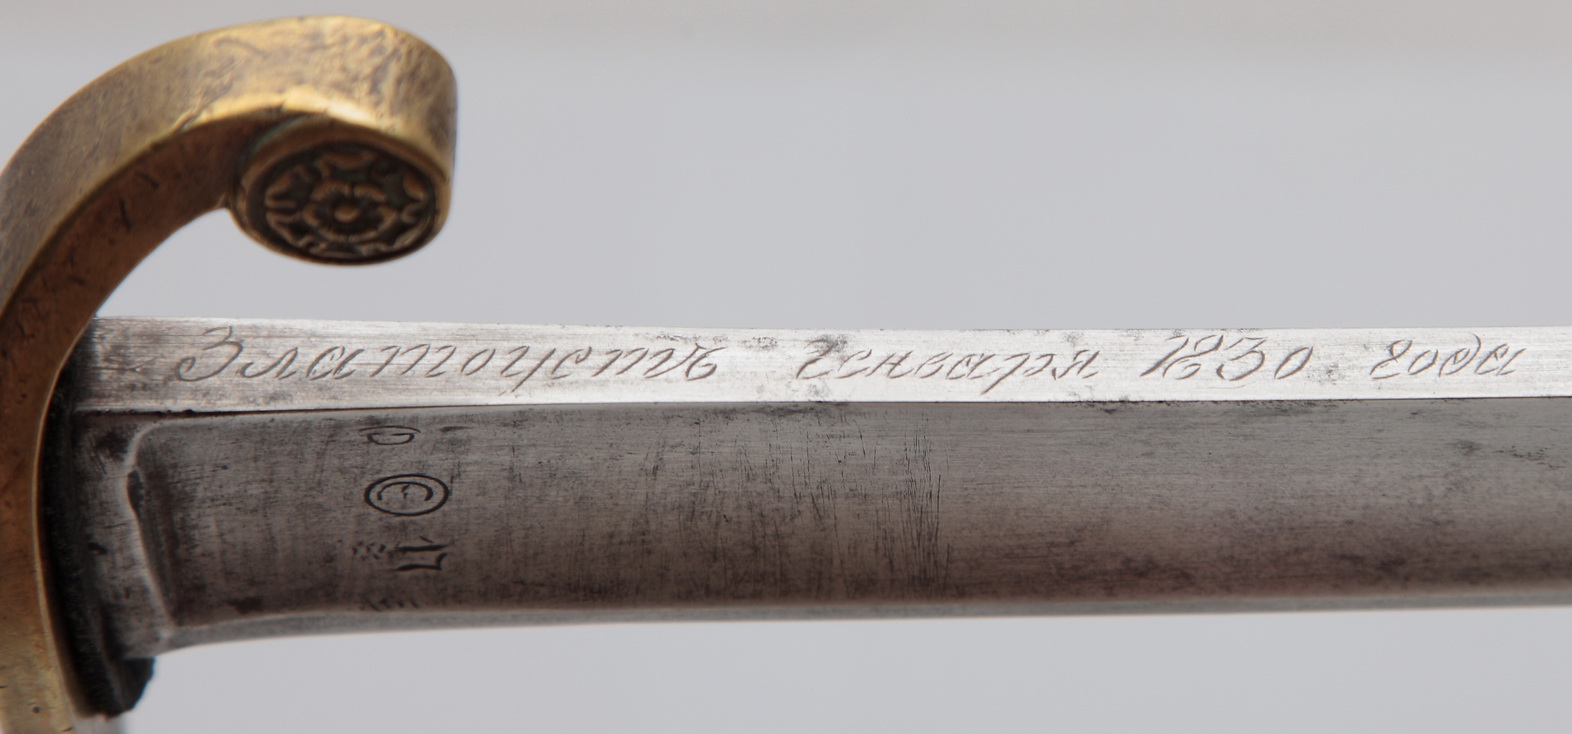 Златоустъ Генваря 1830 года